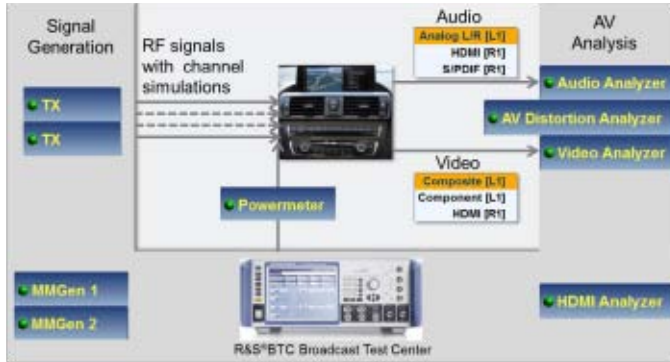 Signal
Generation
RF signals
with channel
simulations
TX
TX
Audio
Analog L/R [L1]
HDMI [R1]
S/PDIF [R1]
AV
Analysis
Audio Analyzer
AV Distortion Analyzer
Video Analyzer
Video
Composite [L1]
Component [L1]
HDMI [R1]
Powermeter
MMGen 1
MMGen 2
HDMI Analyzer
R&S®BTC Broadcast Test Center